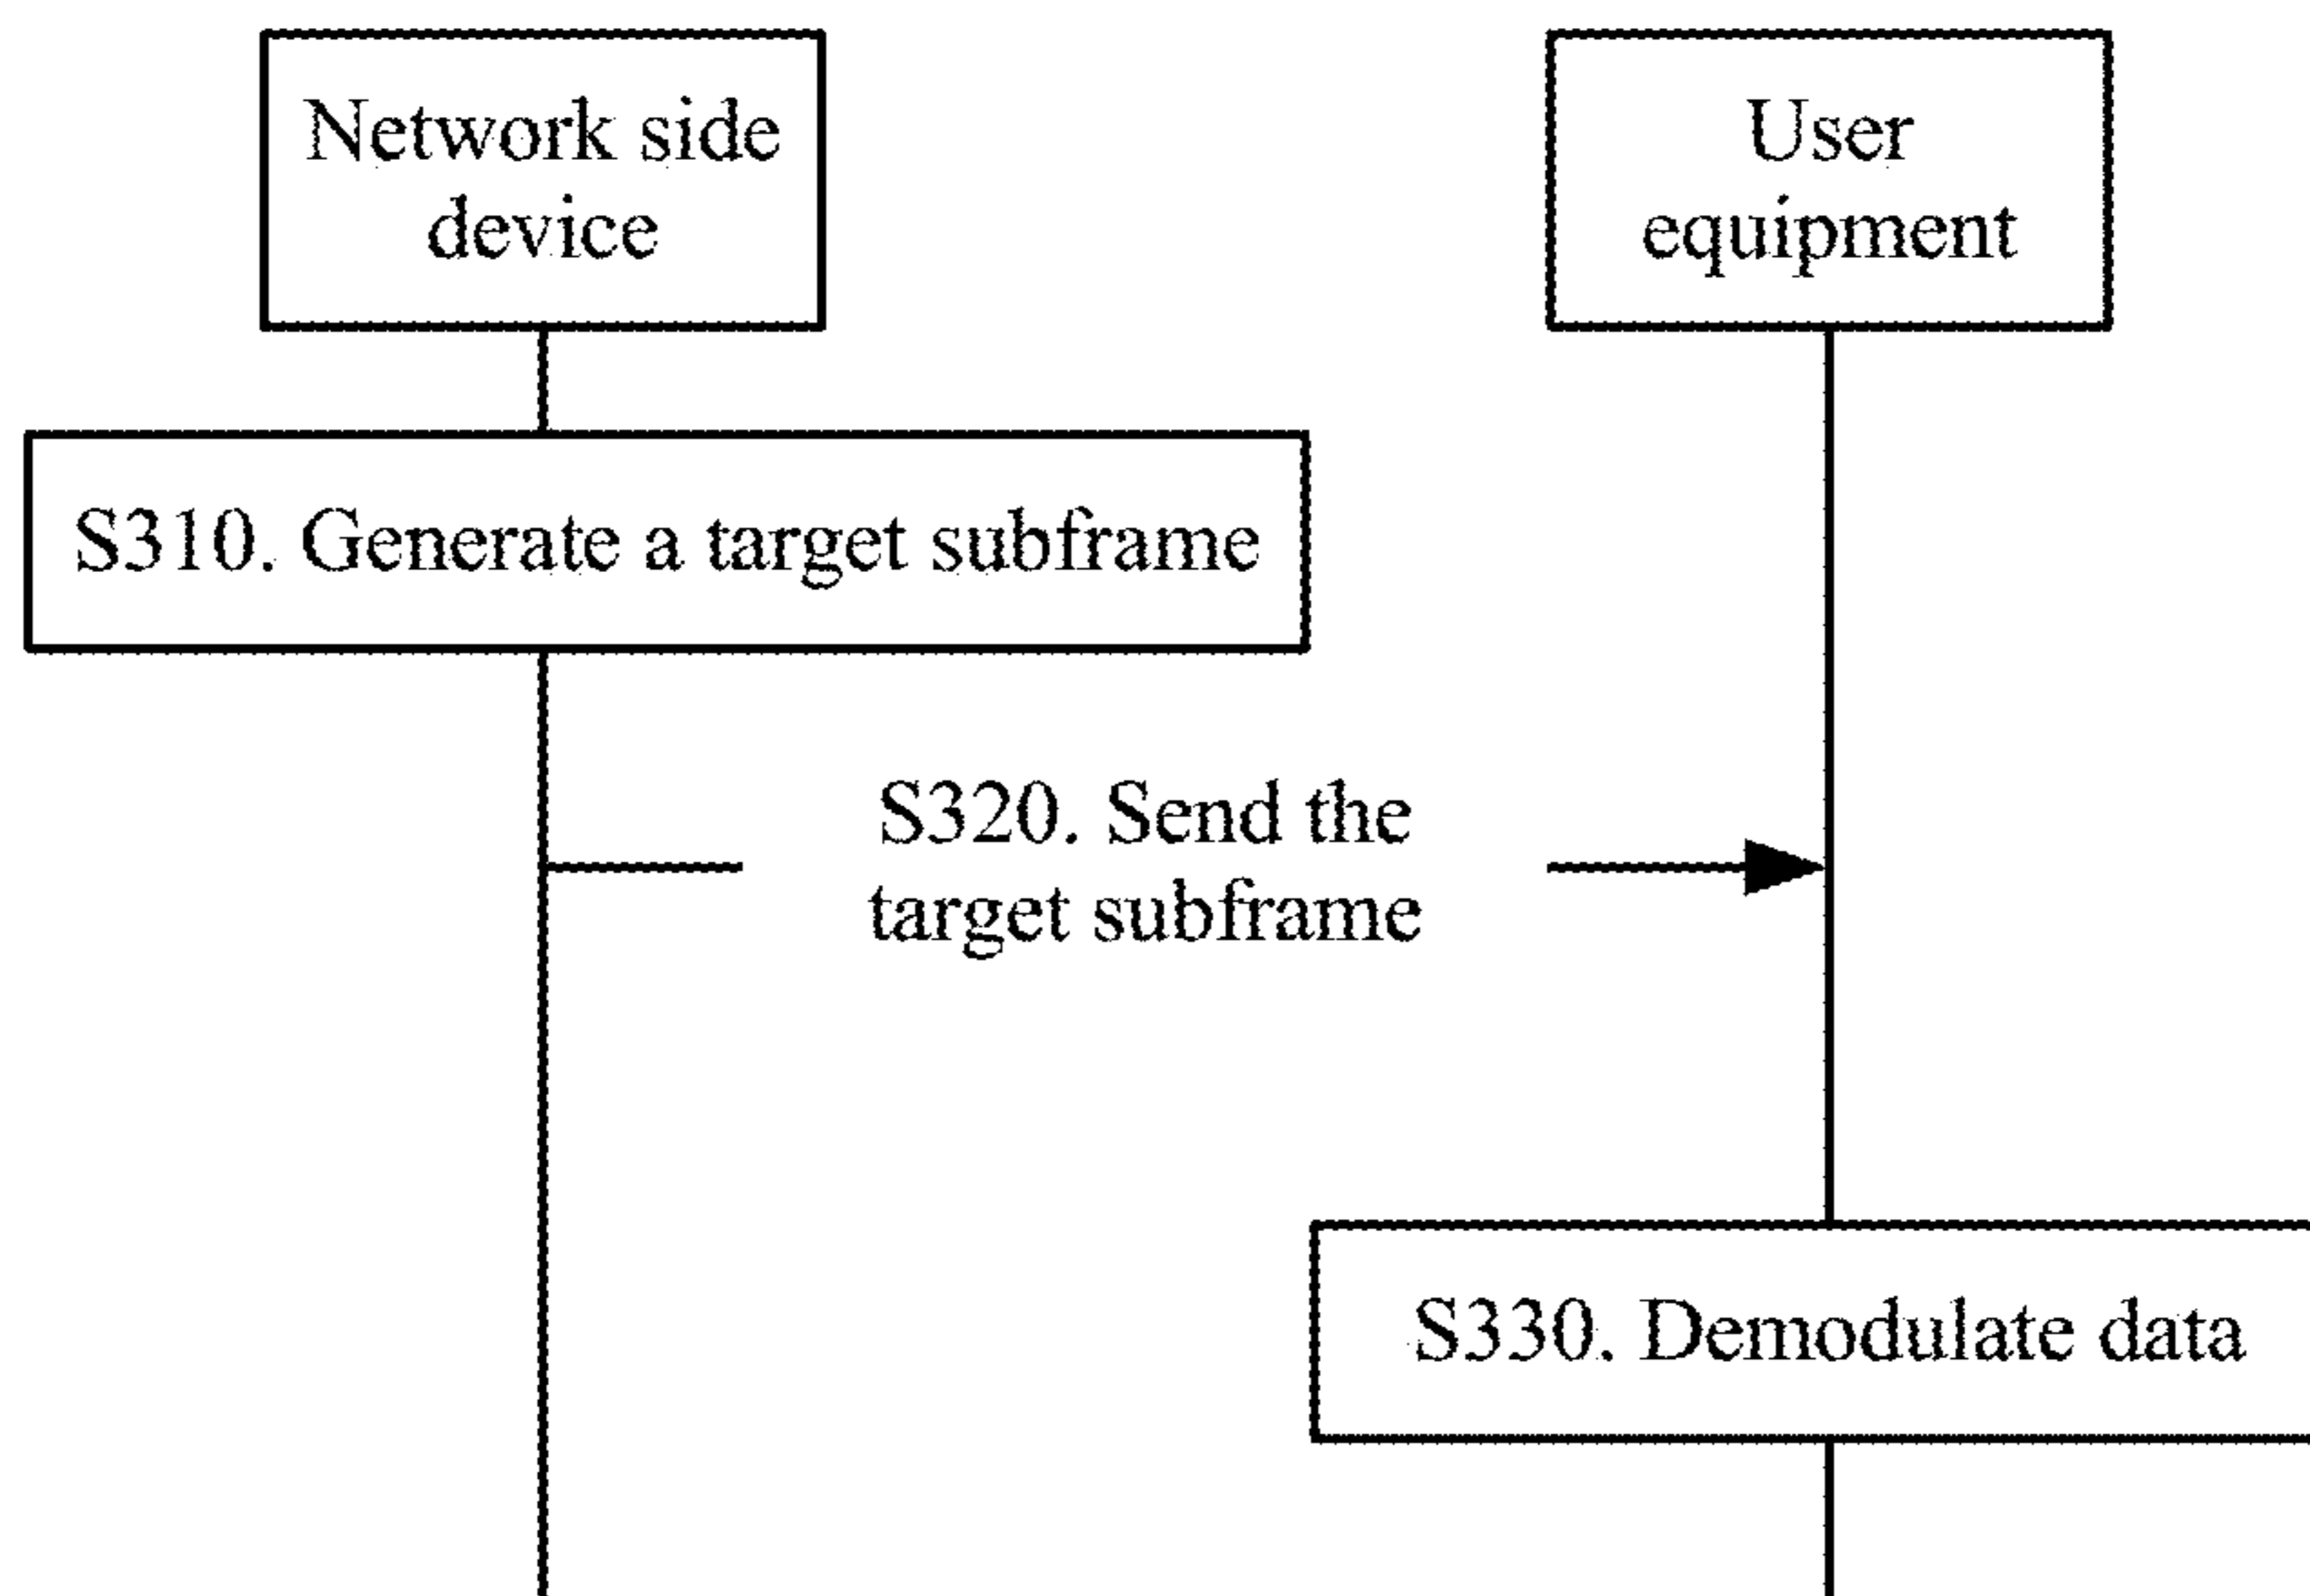 Network side
device
User
equipment
S310. Generate a target subframe
S320. Send the
target subframe
S330. Demodulate data